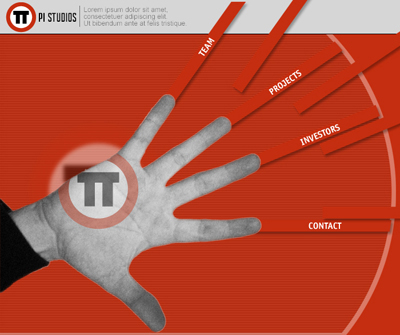 PI STUDIOS
Lorem ipsum dolor sit amet,
consectetuer adipiscing elit.
Ut bibendum ante at felis tristique.
TEAM
PROJECTS
INVESTORS
CONTACT